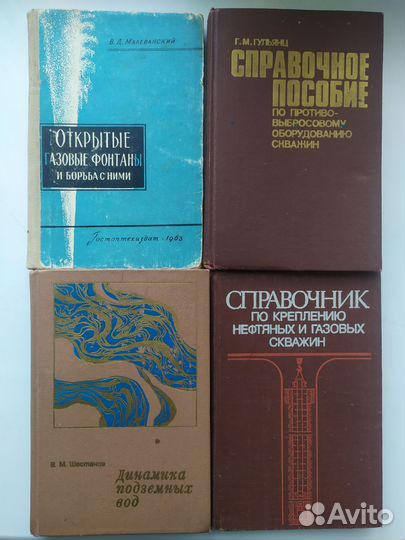 В. Д. Малеванский
ОТКРЫТЫЕ
ГАЗОВЫЕ ФОНТАНЫ
И БОРЬБА С НИМИ
Гостоптехиздат - 1963
Г. М. ГУЛЬЯНЦ
СПРАВОЧНОЕ
ПОСОБИЕ
ПО ПРОТИВО-
ВЫБРОСОВОМУ
ОБОРУДОВАНИЮ
СКВАЖИН
В. М. Шестаков
Динамика
подземных
вод
СПРАВОЧНИК
ПО КРЕПЛЕНИЮ
НЕФТЯНЫХ И ГАЗОВЫХ
СКВАЖИН
Avito